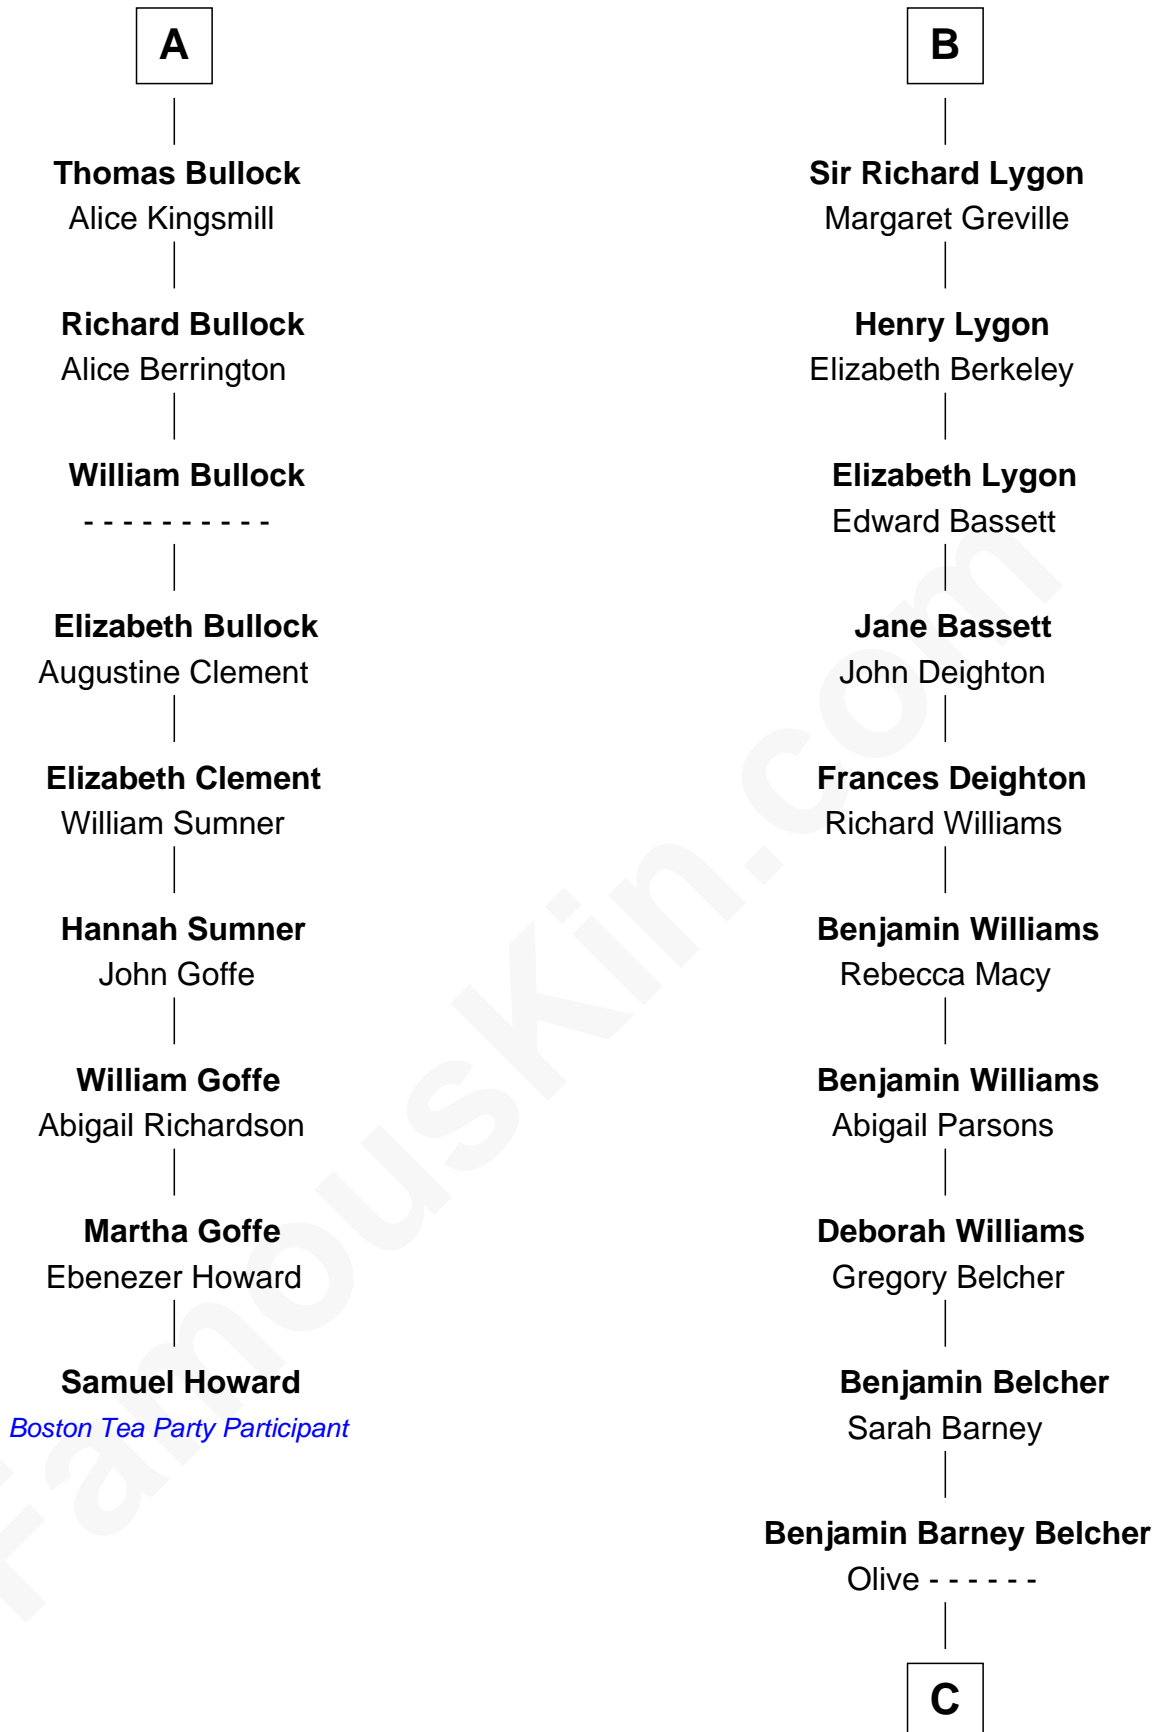 A
Thomas Bullock
Alice Kingsmill
Richard Bullock
Alice Berrington
William Bullock
- - - - - - - - - -
Elizabeth Bullock
Augustine Clement
Elizabeth Clement
William Sumner
Hannah Sumner
John Goffe
William Goffe
Abigail Richardson
Martha Goffe
Ebenezer Howard
Samuel Howard
Boston Tea Party Participant
B
Sir Richard Lygon
Margaret Greville
Henry Lygon
Elizabeth Berkeley
Elizabeth Lygon
Edward Bassett
Jane Bassett
John Deighton
Frances Deighton
Richard Williams
Benjamin Williams
Rebecca Macy
Benjamin Williams
Abigail Parsons
Deborah Williams
Gregory Belcher
Benjamin Belcher
Sarah Barney
Benjamin Barney Belcher
Olive - - - - - -
C
FamousKin.com